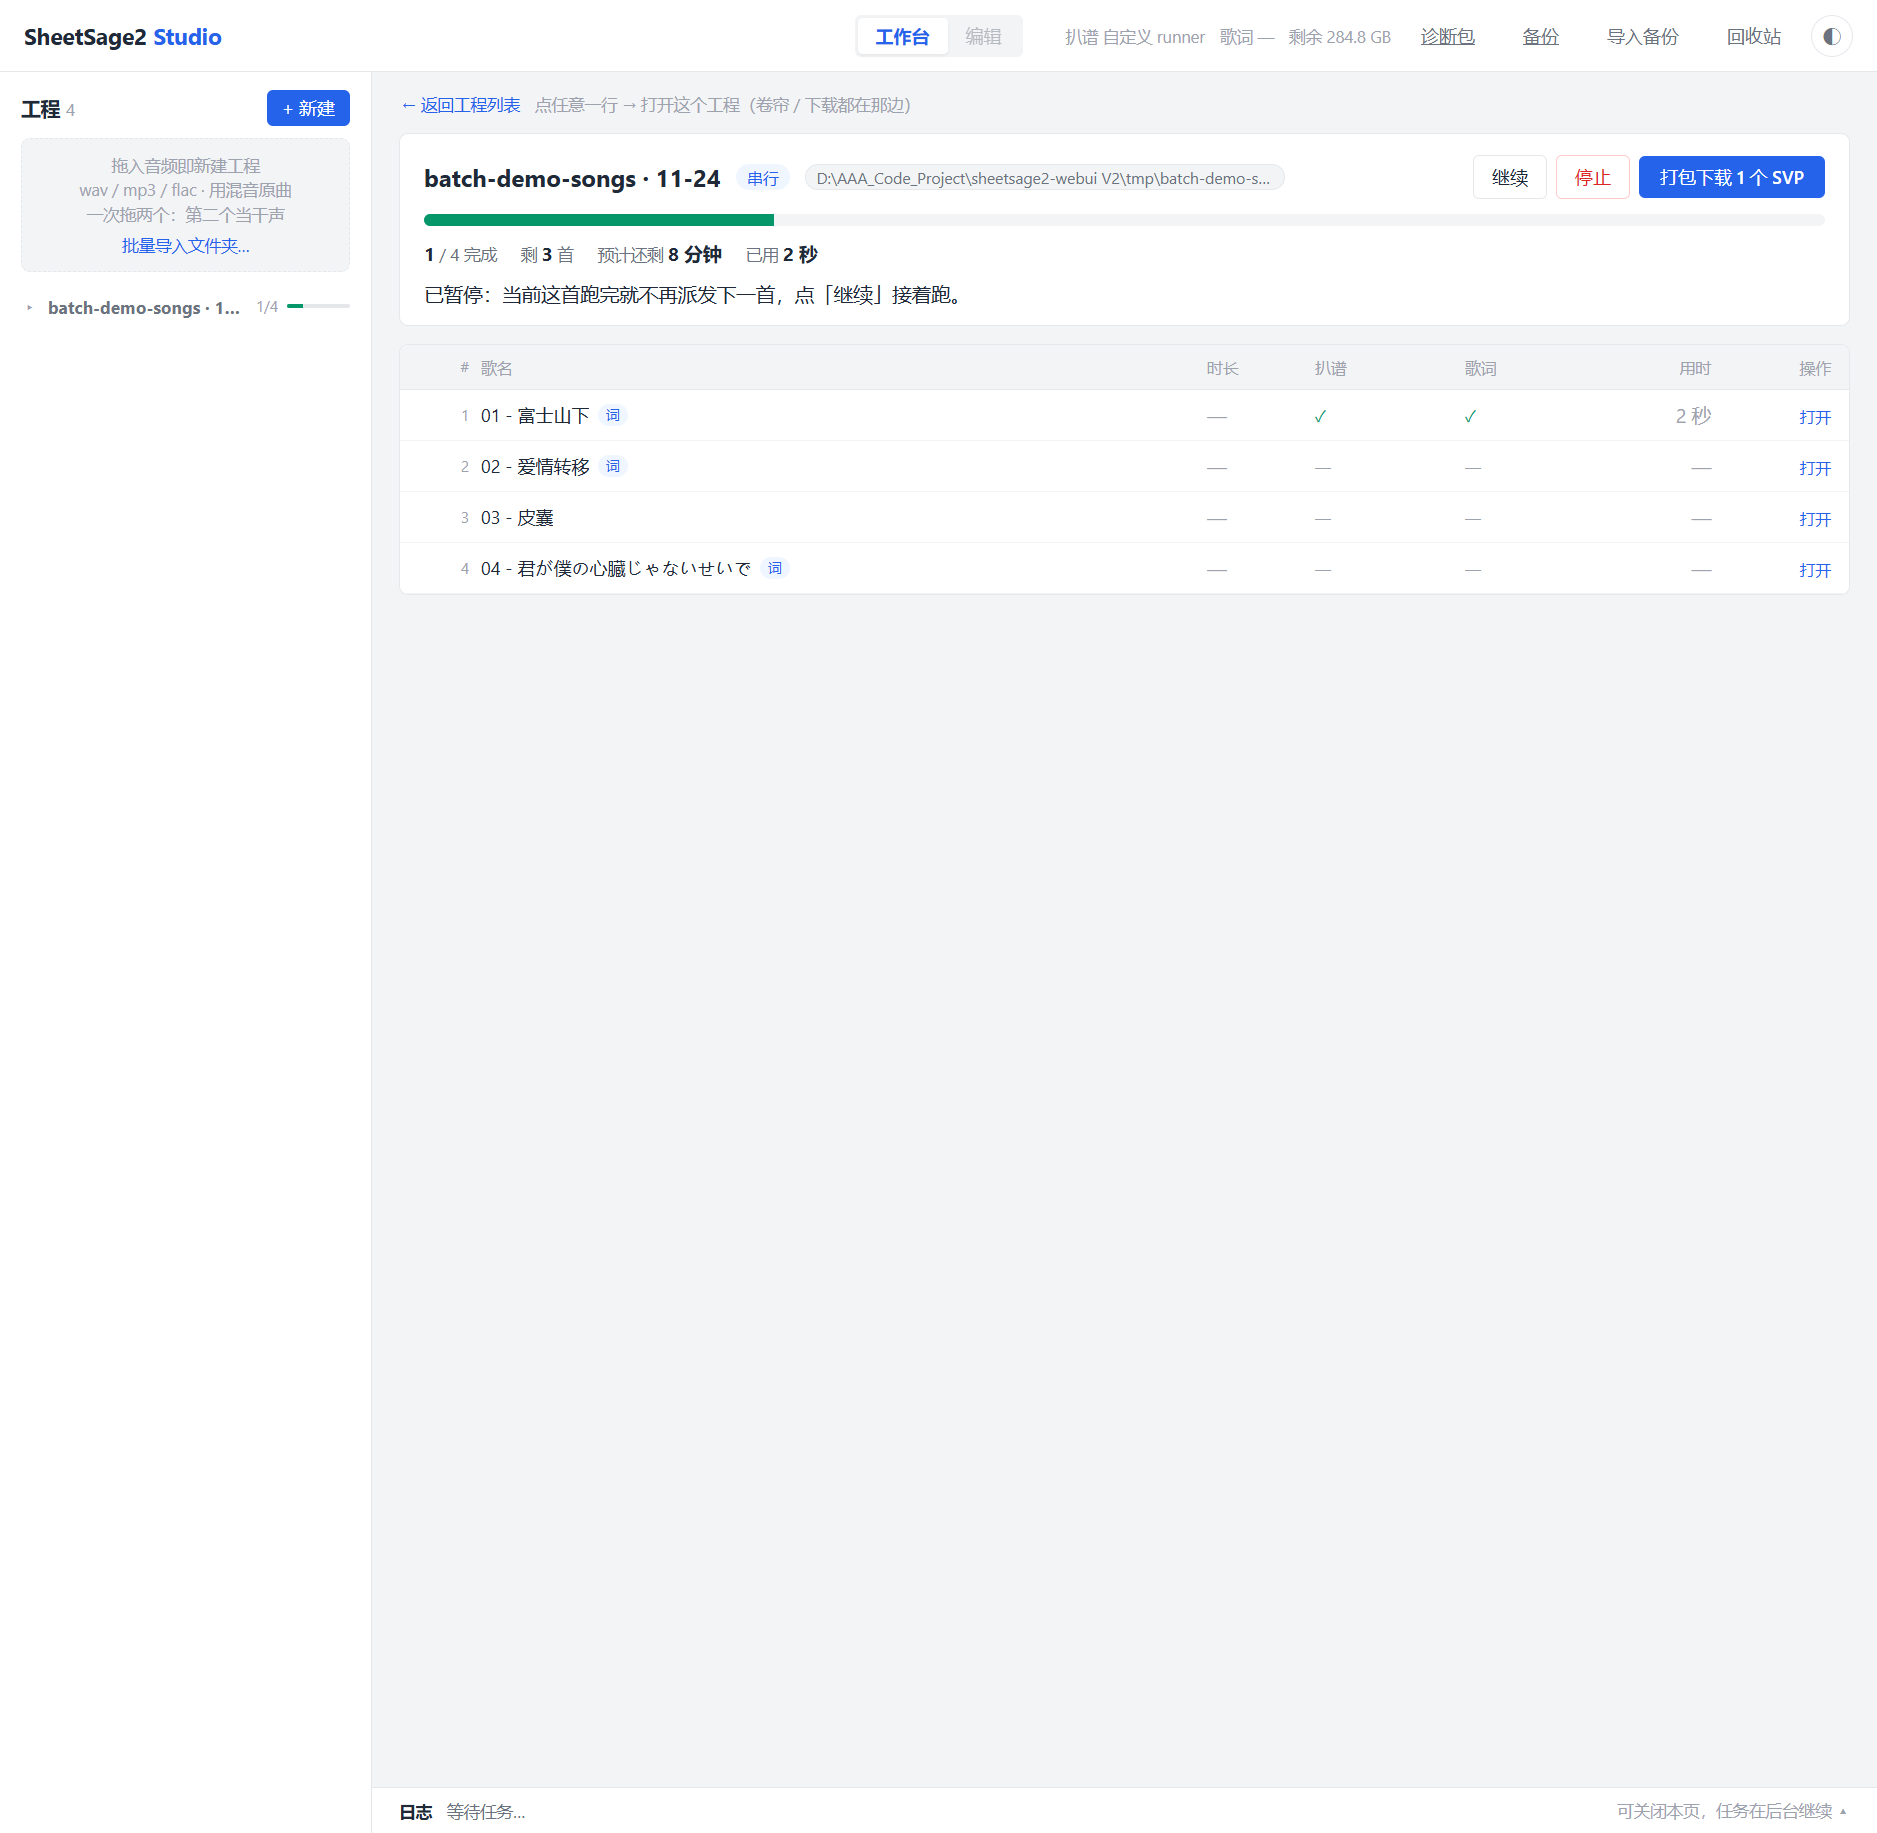 SheetSage2 Studio
工作台 编辑 扒谱 自定义 runner 歌词 — 剩余 284.8 GB 诊断包 备份 导入备份 回收站
工程 4 + 新建
拖入音频即新建工程
wav / mp3 / flac · 用混音原曲
一次拖两个：第二个当干声
批量导入文件夹...
batch-demo-songs · 1... 1/4
← 返回工程列表 点任意一行 → 打开这个工程（卷帘 / 下载都在那边）
batch-demo-songs · 11-24 串行 D:\AAA_Code_Project\sheetsage2-webui V2\tmp\batch-demo-s... 继续 停止 打包下载 1 个 SVP
1 / 4 完成 剩 3 首 预计还剩 8 分钟 已用 2 秒
已暂停：当前这首跑完就不再派发下一首，点「继续」接着跑。
# 歌名 时长 扒谱 歌词 用时 操作
1 01 - 富士山下 词 — ✓ ✓ 2 秒 打开
2 02 - 爱情转移 词 — — — — 打开
3 03 - 皮囊 — — — — 打开
4 04 - 君が僕の心臓じゃないせいで 词 — — — — 打开
日志 等待任务... 可关闭本页，任务在后台继续